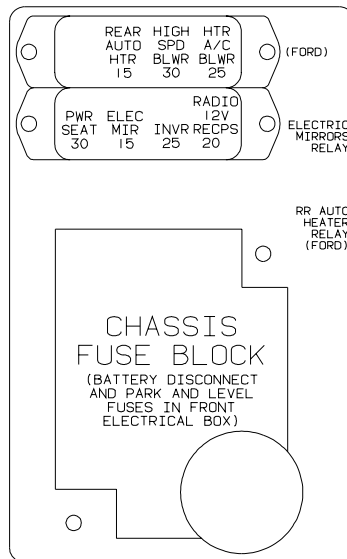 REAR HIGH HTR
AUTO SPD A/C
HTR BLWR BLWR
15 30 25
(FORD)
RADIO
PWR ELEC 12V
SEAT MIR INVR RECPS
30 15 25 20
ELECTRIC
MIRRORS
RELAY
RR AUTO
HEATER
RELAY
(FORD)
CHASSIS
FUSE BLOCK
(BATTERY DISCONNECT
AND PARK AND LEVEL
FUSES IN FRONT
ELECTRICAL BOX)